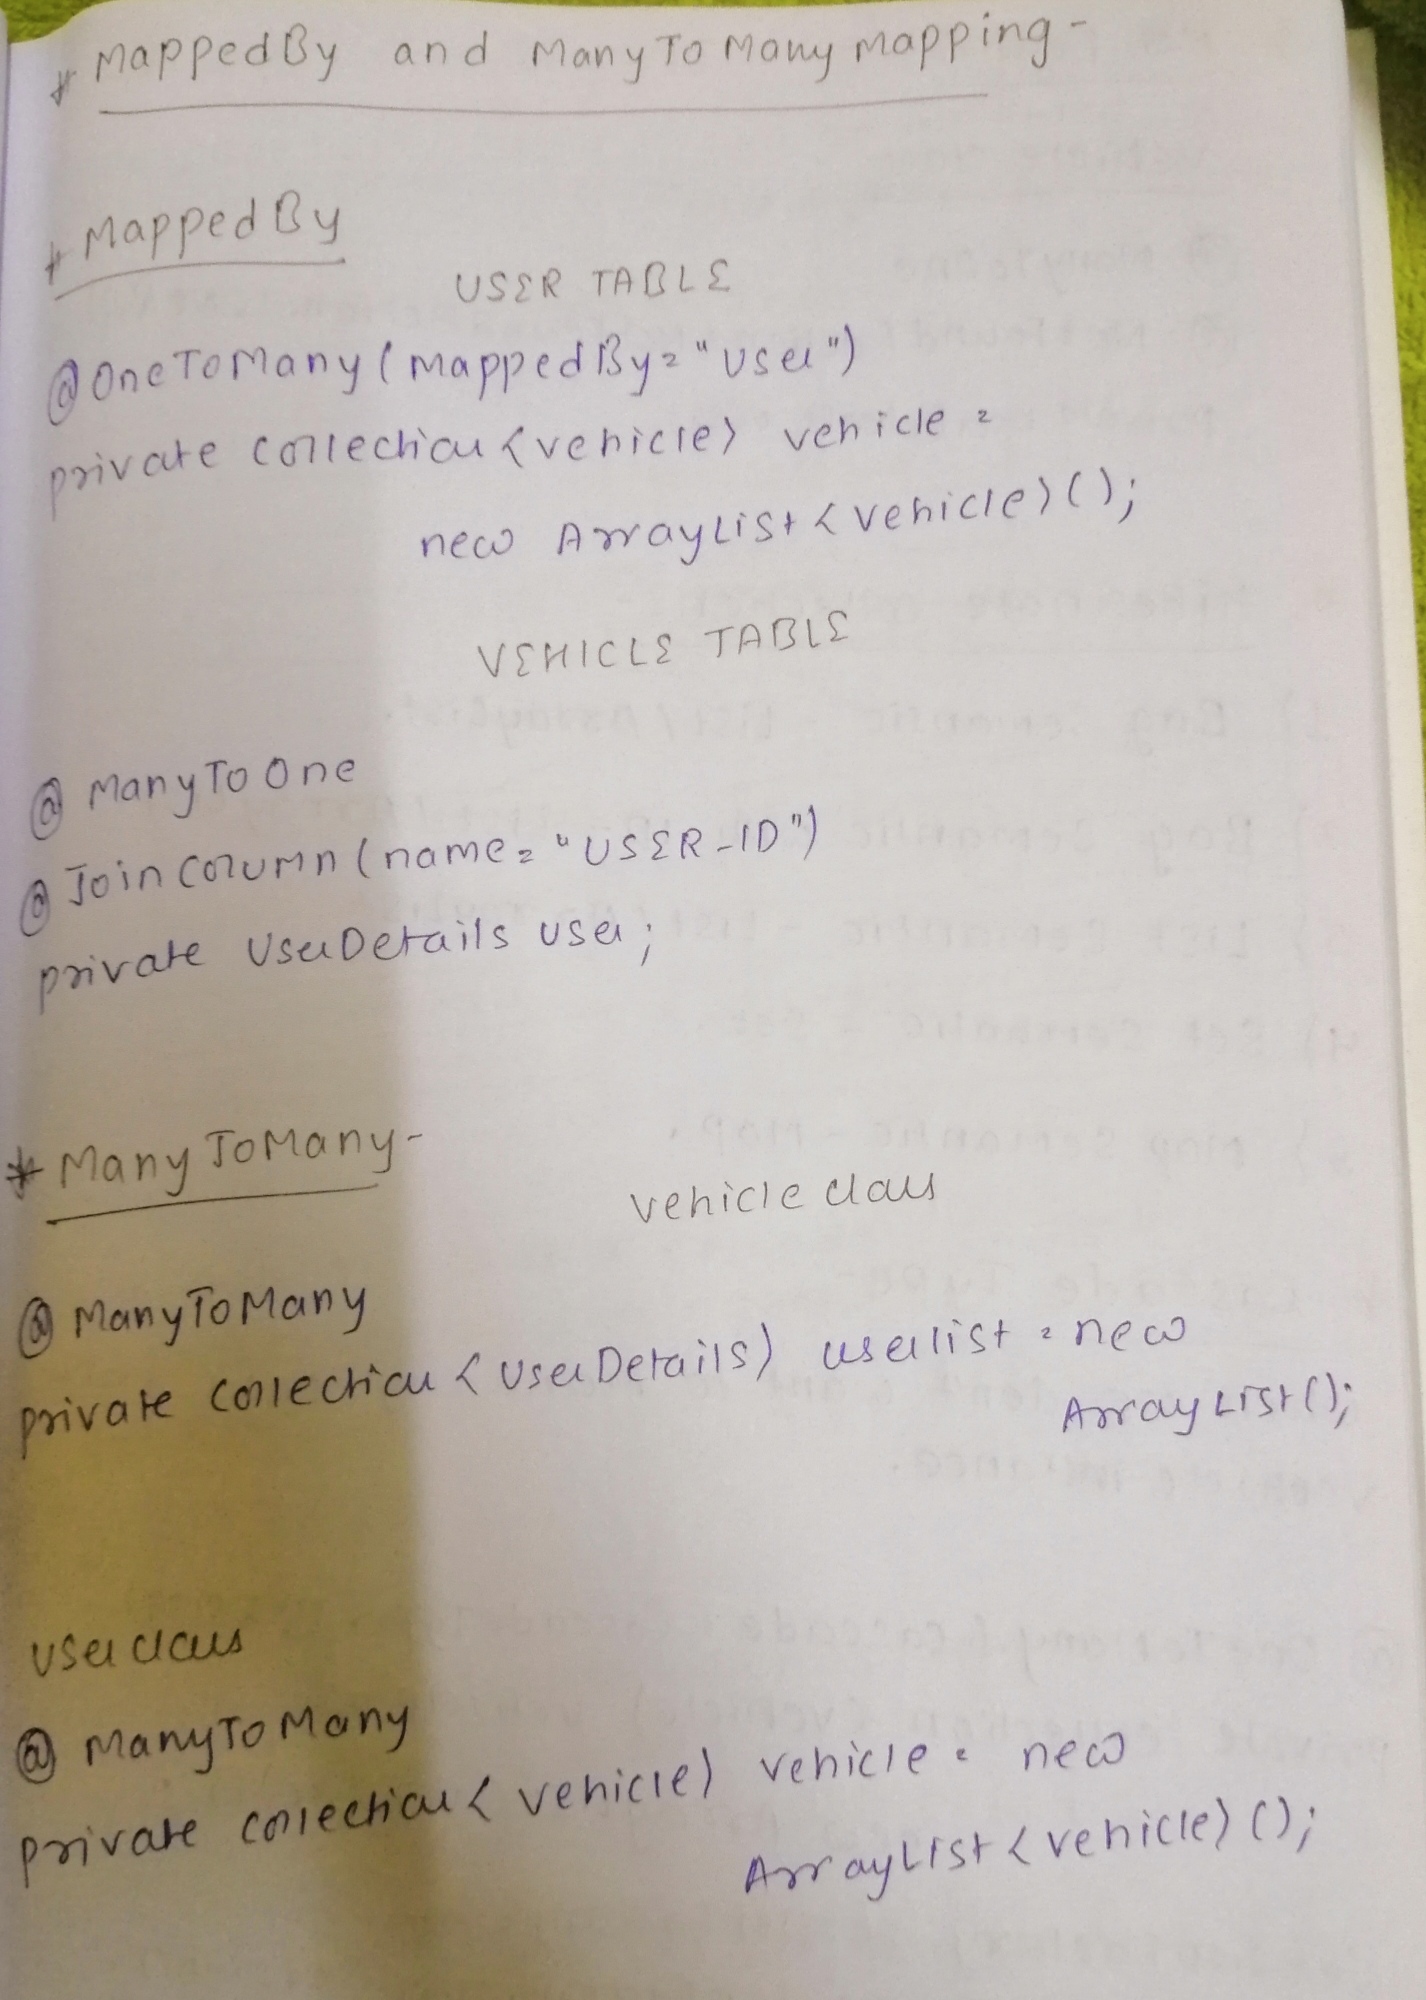 * MappedBy and ManyToMany mapping -
* MappedBy
USER TABLE
@OneToMany (mappedBy="user")
private collection<vehicle> vehicle =
new ArrayList<vehicle>();
VEHICLE TABLE
@ManyToOne
@JoinColumn (name="USER_ID")
private UserDetails user;
* ManyToMany -
vehicle class
@ManyToMany
private collection<UserDetails> userlist = new
ArrayList();
user class
@ManyToMany
private collection<vehicle> vehicle = new
ArrayList<vehicle>();